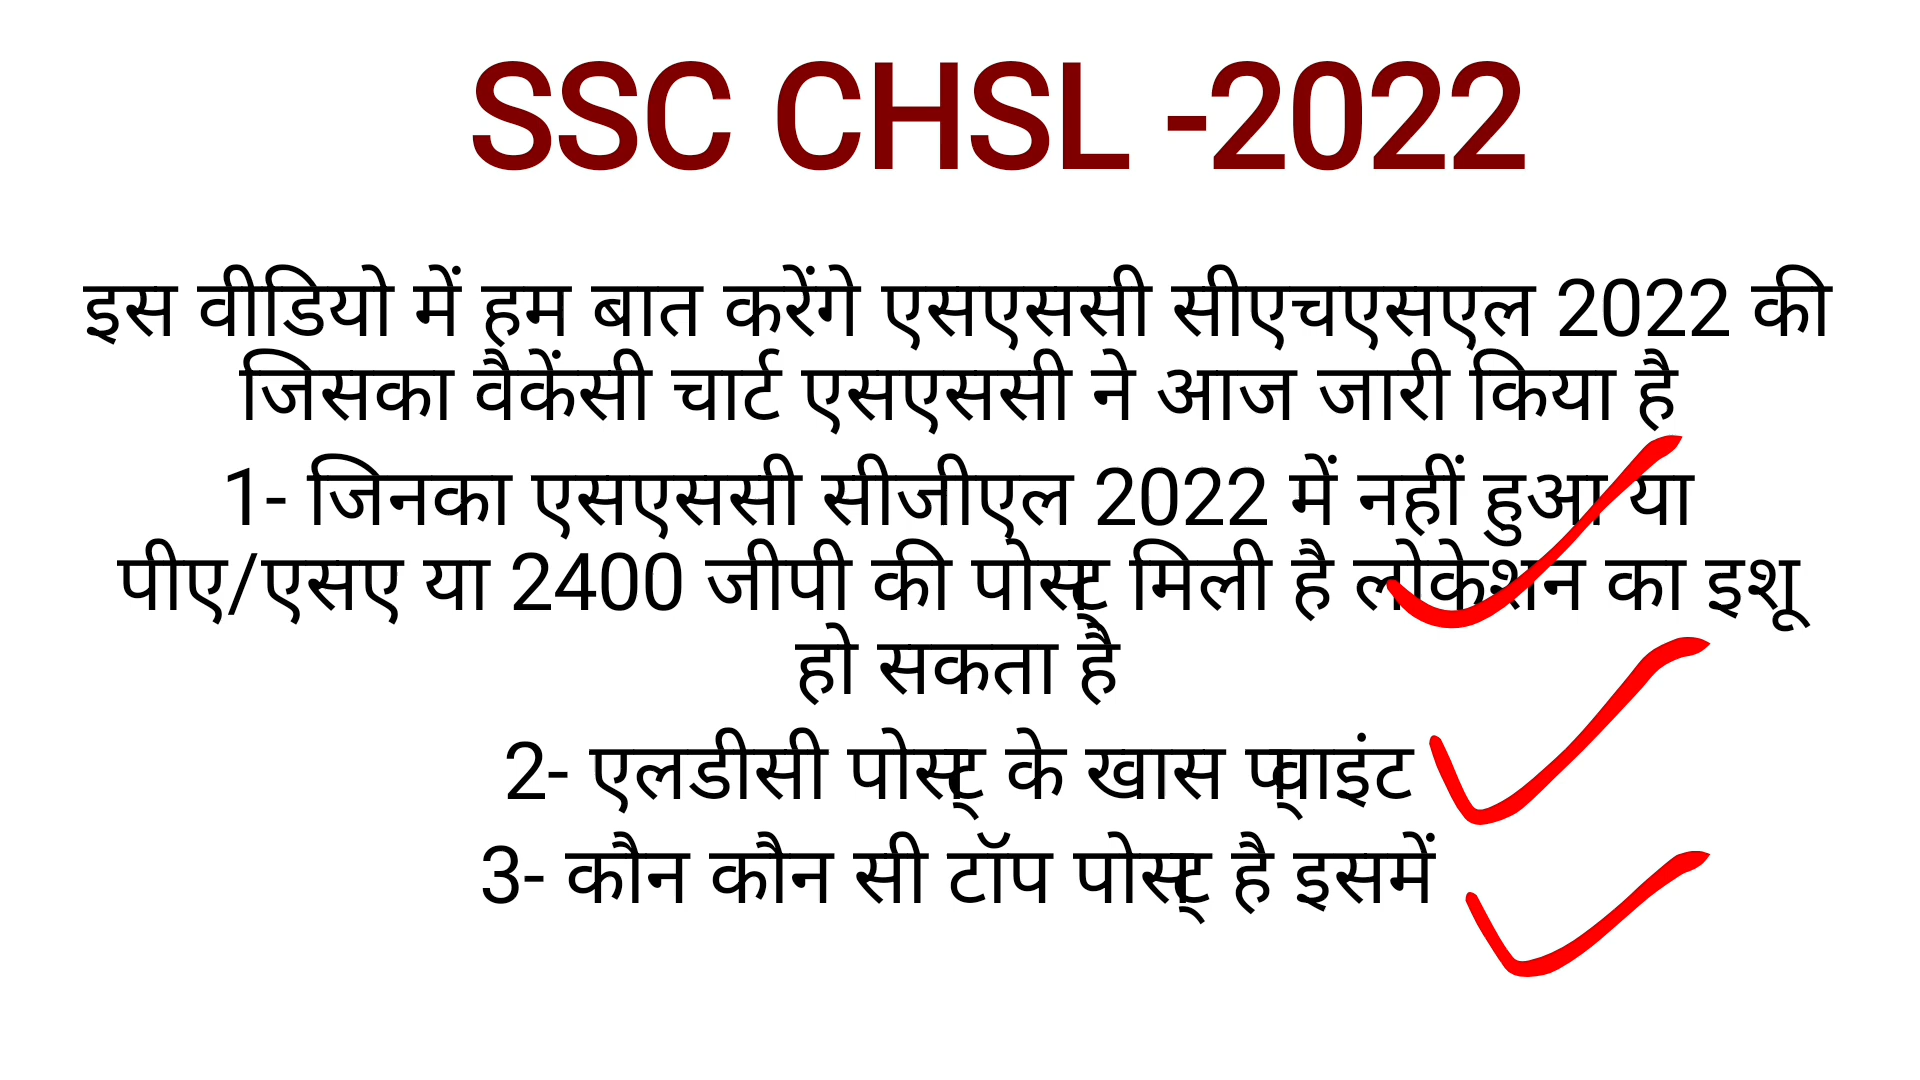 SSC CHSL -2022
इस वीडियो में हम बात करेंगे एसएससी सीएचएसएल 2022 की
जिसका वैकेंसी चार्ट एसएससी ने आज जारी किया है
1- जिनका एसएससी सीजीएल 2022 में नहीं हुआ या
पीए/एसए या 2400 जीपी की पोस्ट मिली है लोकेशन का इशू
हो सकता है
2- एलडीसी पोस्ट के खास प्वाइंट
3- कौन कौन सी टॉप पोस्ट है इसमें